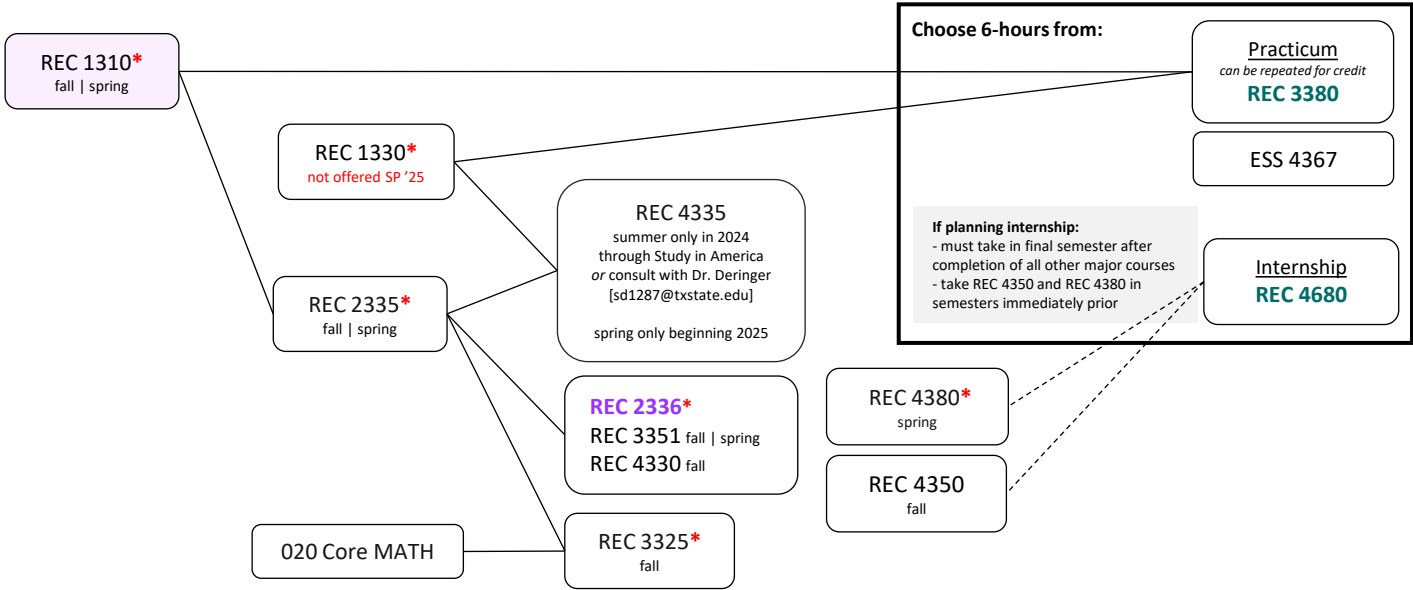 Choose 6-hours from:
REC 1310*
fall | spring
Practicum
can be repeated for credit
REC 3380
REC 1330*
not offered SP ’25
ESS 4367
REC 4335
summer only in 2024
through Study in America
or consult with Dr. Deringer
[sd1287@txstate.edu]
spring only beginning 2025
If planning internship:
- must take in final semester after
completion of all other major courses
- take REC 4350 and REC 4380 in
semesters immediately prior
Internship
REC 4680
REC 2335*
fall | spring
REC 2336*
REC 3351 fall | spring
REC 4330 fall
REC 4380*
spring
REC 4350
fall
020 Core MATH
REC 3325*
fall